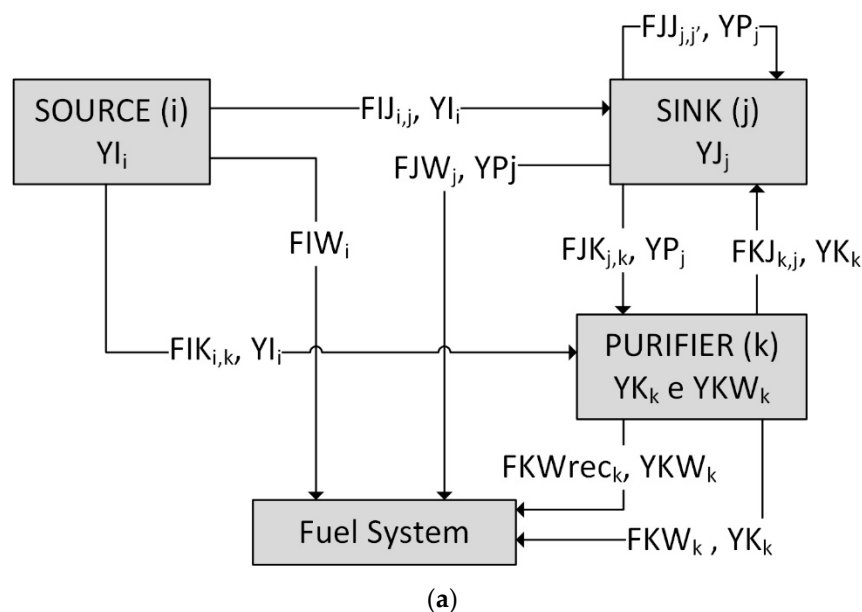 FJJj,j', YPj
SOURCE (i)
YIi
FIJi,j, YIi
SINK (j)
YJj
FJWj, YPj
FIWi
FJKj,k, YPj
FKJk,j, YKk
FIKi,k, YIi
PURIFIER (k)
YKk e YKWk
FKWreck, YKWk
Fuel System
FKWk , YKk
(a)